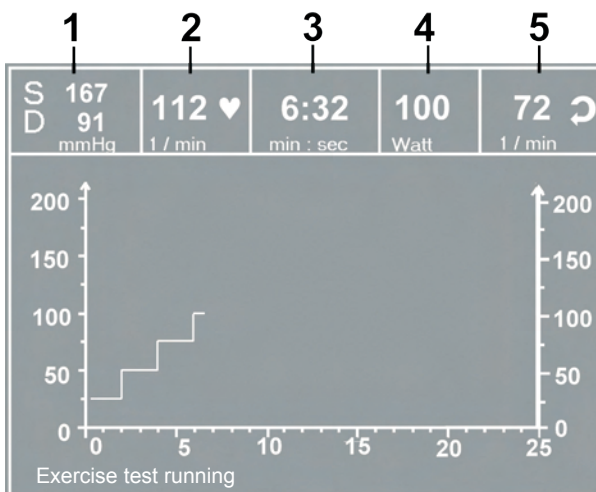 1 2 3 4 5
S 167
D 91
mmHg
112 ♥
1 / min
6:32
min : sec
100
Watt
72
1 / min
200
150
100
50
0
200
150
100
50
0
0 5 10 15 20 25
Exercise test running